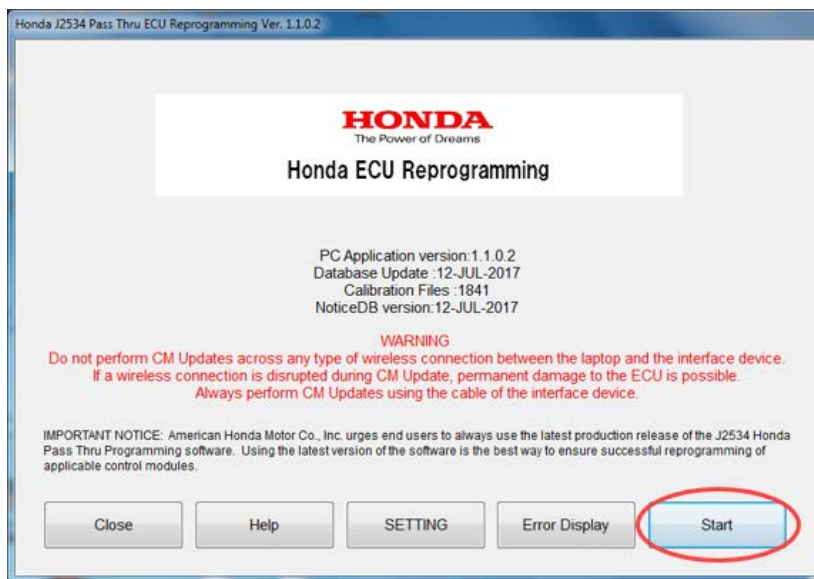 Honda J2534 Pass Thru ECU Reprogramming Ver. 1.1.0.2
HONDA
The Power of Dreams
Honda ECU Reprogramming
PC Application version:1.1.0.2
Database Update :12-JUL-2017
Calibration Files :1841
NoticeDB version:12-JUL-2017
WARNING
Do not perform CM Updates across any type of wireless connection between the laptop and the interface device.
If a wireless connection is disrupted during CM Update, permanent damage to the ECU is possible.
Always perform CM Updates using the cable of the interface device.
IMPORTANT NOTICE: American Honda Motor Co., Inc. urges end users to always use the latest production release of the J2534 Honda
Pass Thru Programming software. Using the latest version of the software is the best way to ensure successful reprogramming of
applicable control modules.
Close Help SETTING Error Display Start